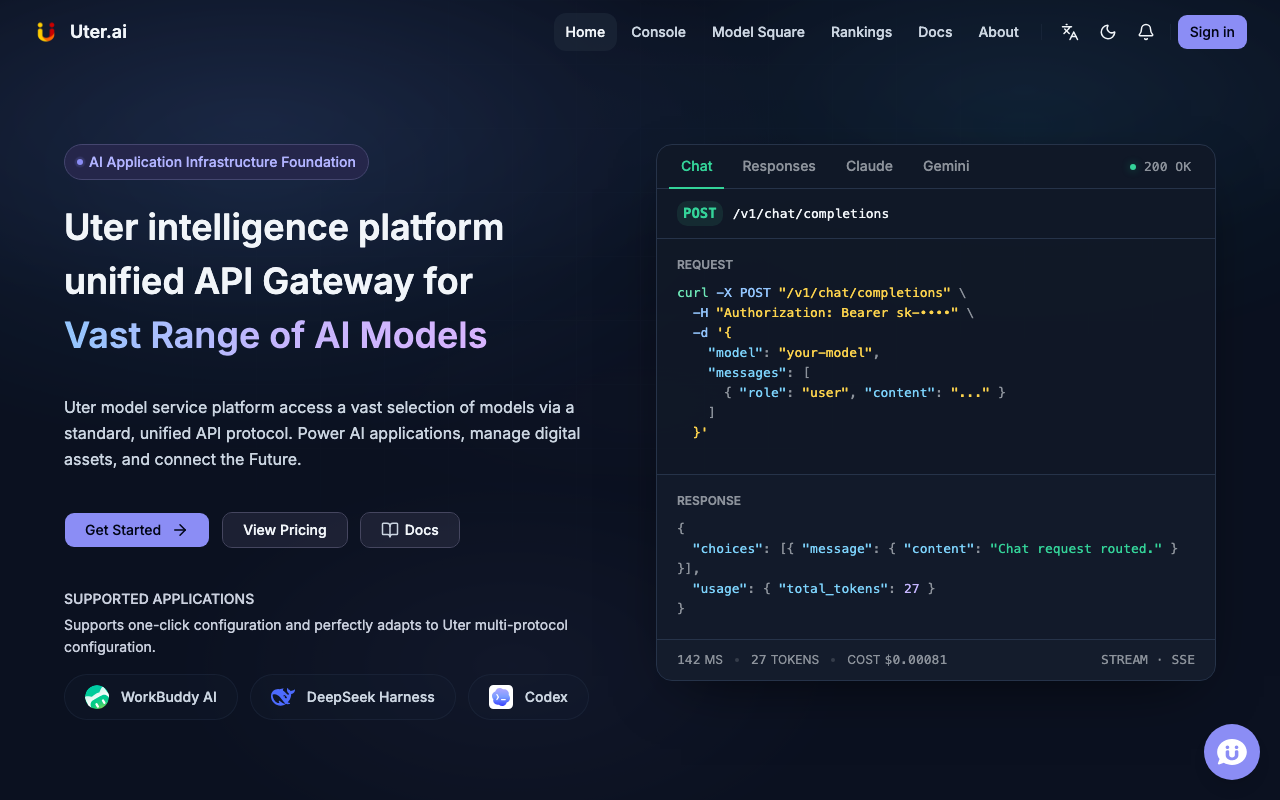 Uter.ai
Home
Console
Model Square
Rankings
Docs
About
Sign in
AI Application Infrastructure Foundation
Uter intelligence platform
unified API Gateway for
Vast Range of AI Models
Uter model service platform access a vast selection of models via a
standard, unified API protocol. Power AI applications, manage digital
assets, and connect the Future.
Get Started
View Pricing
Docs
SUPPORTED APPLICATIONS
Supports one-click configuration and perfectly adapts to Uter multi-protocol
configuration.
WorkBuddy AI
DeepSeek Harness
Codex
Chat
Responses
Claude
Gemini
200 OK
POST /v1/chat/completions
REQUEST
curl -X POST "/v1/chat/completions" \
-H "Authorization: Bearer sk-••••" \
-d '{
"model": "your-model",
"messages": [
{ "role": "user", "content": "..." }
]
}'
RESPONSE
{
"choices": [{ "message": { "content": "Chat request routed." }
}],
"usage": { "total_tokens": 27 }
}
142 MS • 27 TOKENS • COST $0.00081
STREAM · SSE